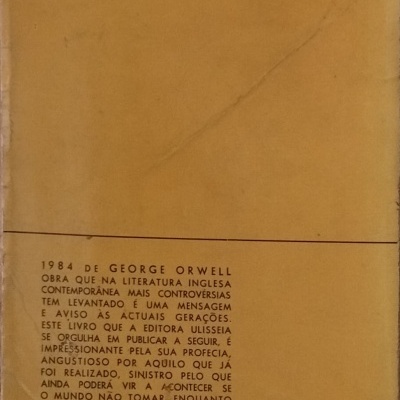 1984 DE GEORGE ORWELL
OBRA QUE NA LITERATURA INGLESA
CONTEMPORÂNEA MAIS CONTROVÉRSIAS
TEM LEVANTADO É UMA MENSAGEM
E AVISO ÀS ACTUAIS GERAÇÕES.
ESTE LIVRO QUE A EDITORA ULISSEIA
SE ORGULHA EM PUBLICAR A SEGUIR, É
IMPRESSIONANTE PELA SUA PROFECIA,
ANGUSTIOSO POR AQUILO QUE JÁ
FOI REALIZADO, SINISTRO PELO QUE
AINDA PODERÁ VIR A ACONTECER SE
O MUNDO NÃO TOMAR, ENQUANTO